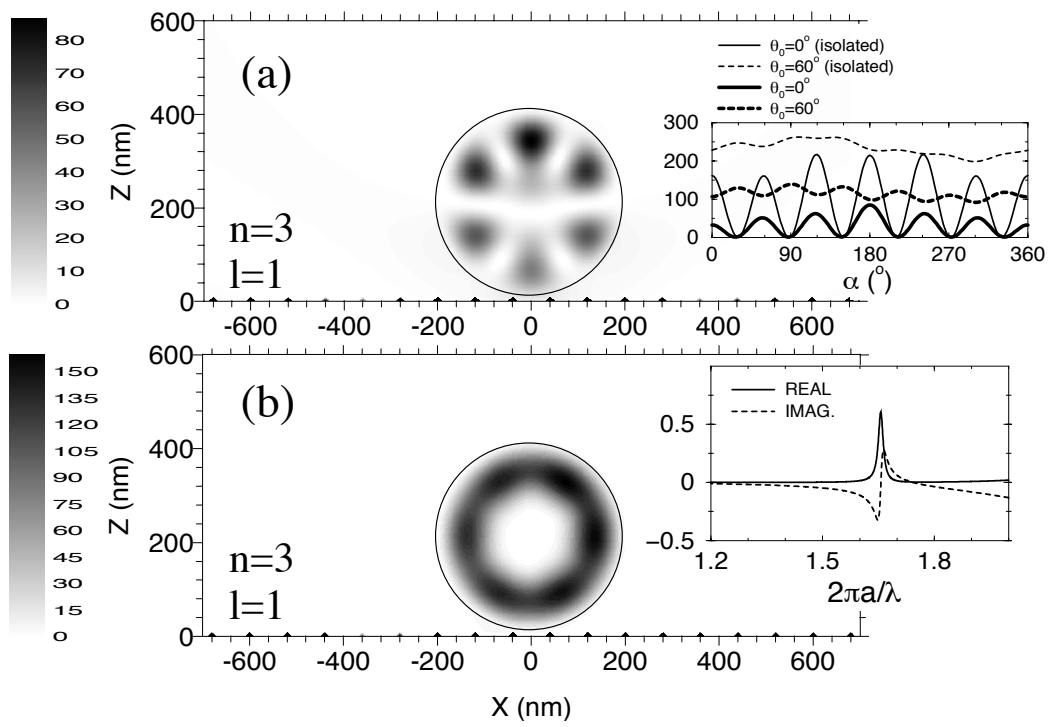 80
70
60
50
40
30
20
10
0
600
400
200
0
Z (nm)
(a)
n=3
l=1
-600 -400 -200 0 200 400 600
θ0=0° (isolated)
θ0=60° (isolated)
θ0=0°
θ0=60°
300
200
100
0
0 90 180 270 360
α (°)
150
135
120
105
90
75
60
45
30
15
0
600
400
200
0
Z (nm)
(b)
n=3
l=1
-600 -400 -200 0 200 400 600
X (nm)
REAL
IMAG.
0.5
0
−0.5
1.2 1.5 1.8
2πa/λ